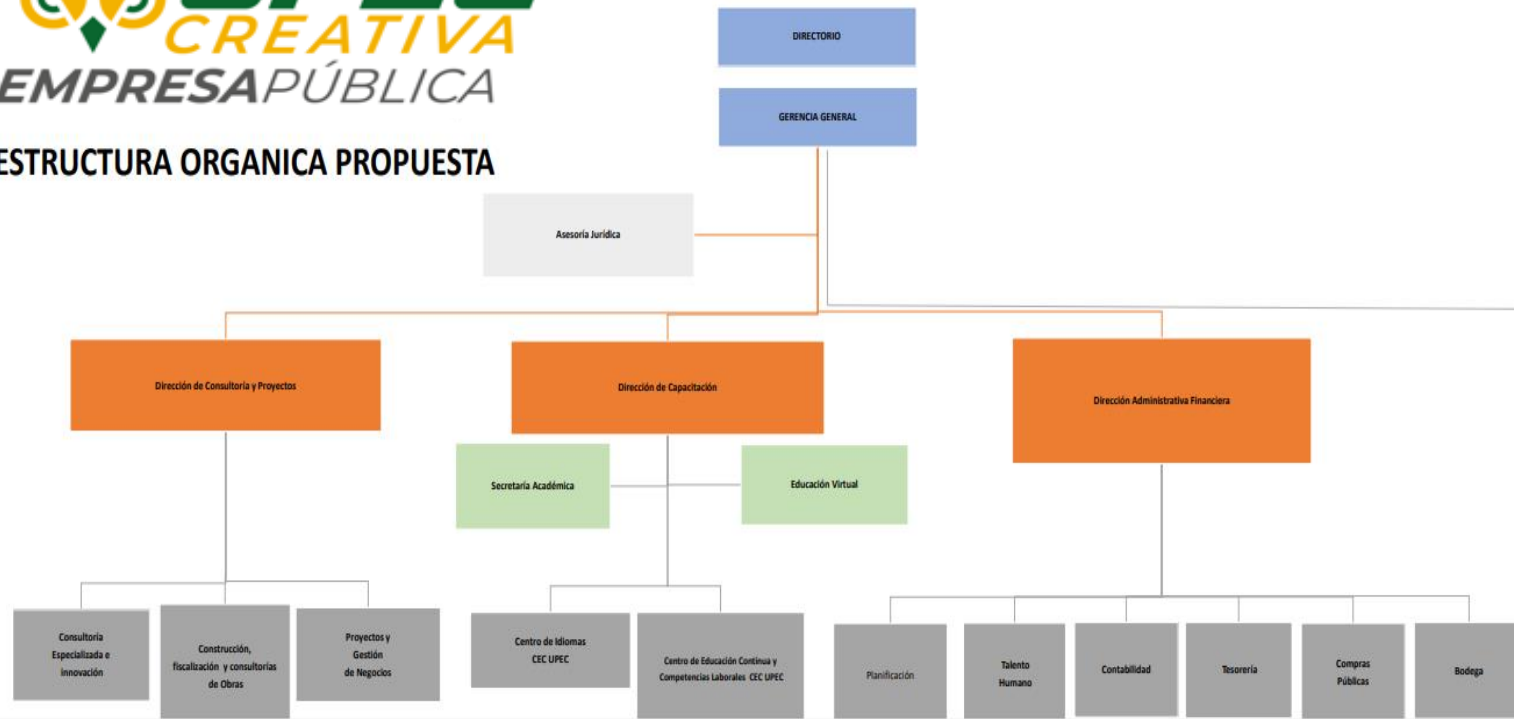 CREATIVA
EMPRESAPÚBLICA
ESTRUCTURA ORGANICA PROPUESTA
DIRECTORIO
GERENCIA GENERAL
Asesoría Jurídica
Dirección de Consultoría y Proyectos
Dirección de Capacitación
Dirección Administrativa Financiera
Secretaría Académica
Educación Virtual
Consultoría
Especializada e
innovación
Construcción,
fiscalización y consultorías
de Obras
Proyectos y
Gestión
de Negocios
Centro de Idiomas
CEC UPEC
Centro de Educación Continua y
Competencias Laborales CEC UPEC
Planificación
Talento
Humano
Contabilidad
Tesorería
Compras
Públicas
Bodega